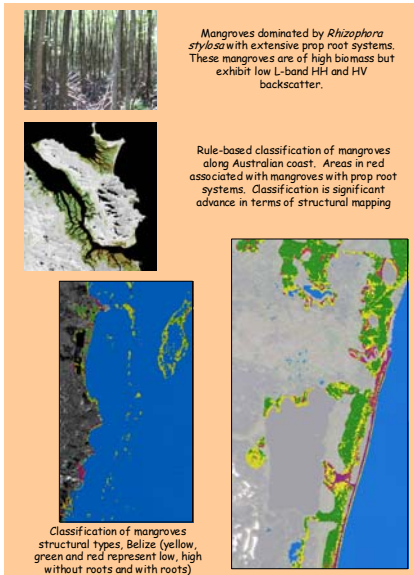 Mangroves dominated by Rhizophora
stylosa with extensive prop root systems.
These mangroves are of high biomass but
exhibit low L-band HH and HV
backscatter.
Rule-based classification of mangroves
along Australian coast. Areas in red
associated with mangroves with prop root
systems. Classification is significant
advance in terms of structural mapping
Classification of mangroves
structural types, Belize (yellow,
green and red represent low, high
without roots and with roots)